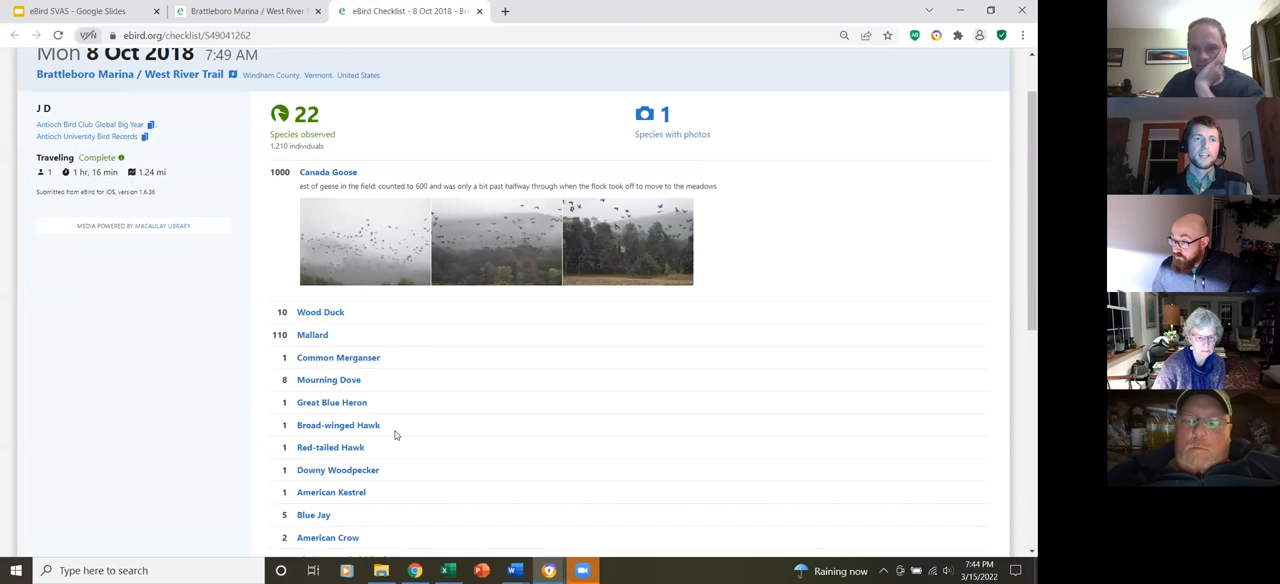 eBird SVAS - Google Slides
Brattleboro Marina / West River T
eBird Checklist - 8 Oct 2018 - Bra
ebird.org/checklist/S49041262
Mon 8 Oct 2018 7:49 AM
Brattleboro Marina / West River Trail Windham County, Vermont, United States
J D
Antioch Bird Club Global Big Year
Antioch University Bird Records
Traveling Complete
1 1 hr, 16 min 1.24 mi
Submitted from eBird for iOS, version 1.6.36
MEDIA POWERED BY MACAULAY LIBRARY
22
Species observed
1,210 individuals
1
Species with photos
1000 Canada Goose
est of geese in the field: counted to 600 and was only a bit past halfway through when the flock took off to move to the meadows
10 Wood Duck
110 Mallard
1 Common Merganser
8 Mourning Dove
1 Great Blue Heron
1 Broad-winged Hawk
1 Red-tailed Hawk
1 Downy Woodpecker
1 American Kestrel
5 Blue Jay
2 American Crow
Type here to search
Raining now
7:44 PM
3/15/2022